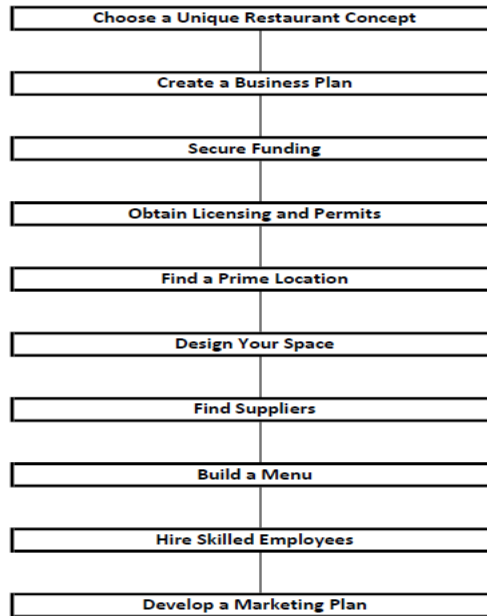 Choose a Unique Restaurant Concept
Create a Business Plan
Secure Funding
Obtain Licensing and Permits
Find a Prime Location
Design Your Space
Find Suppliers
Build a Menu
Hire Skilled Employees
Develop a Marketing Plan